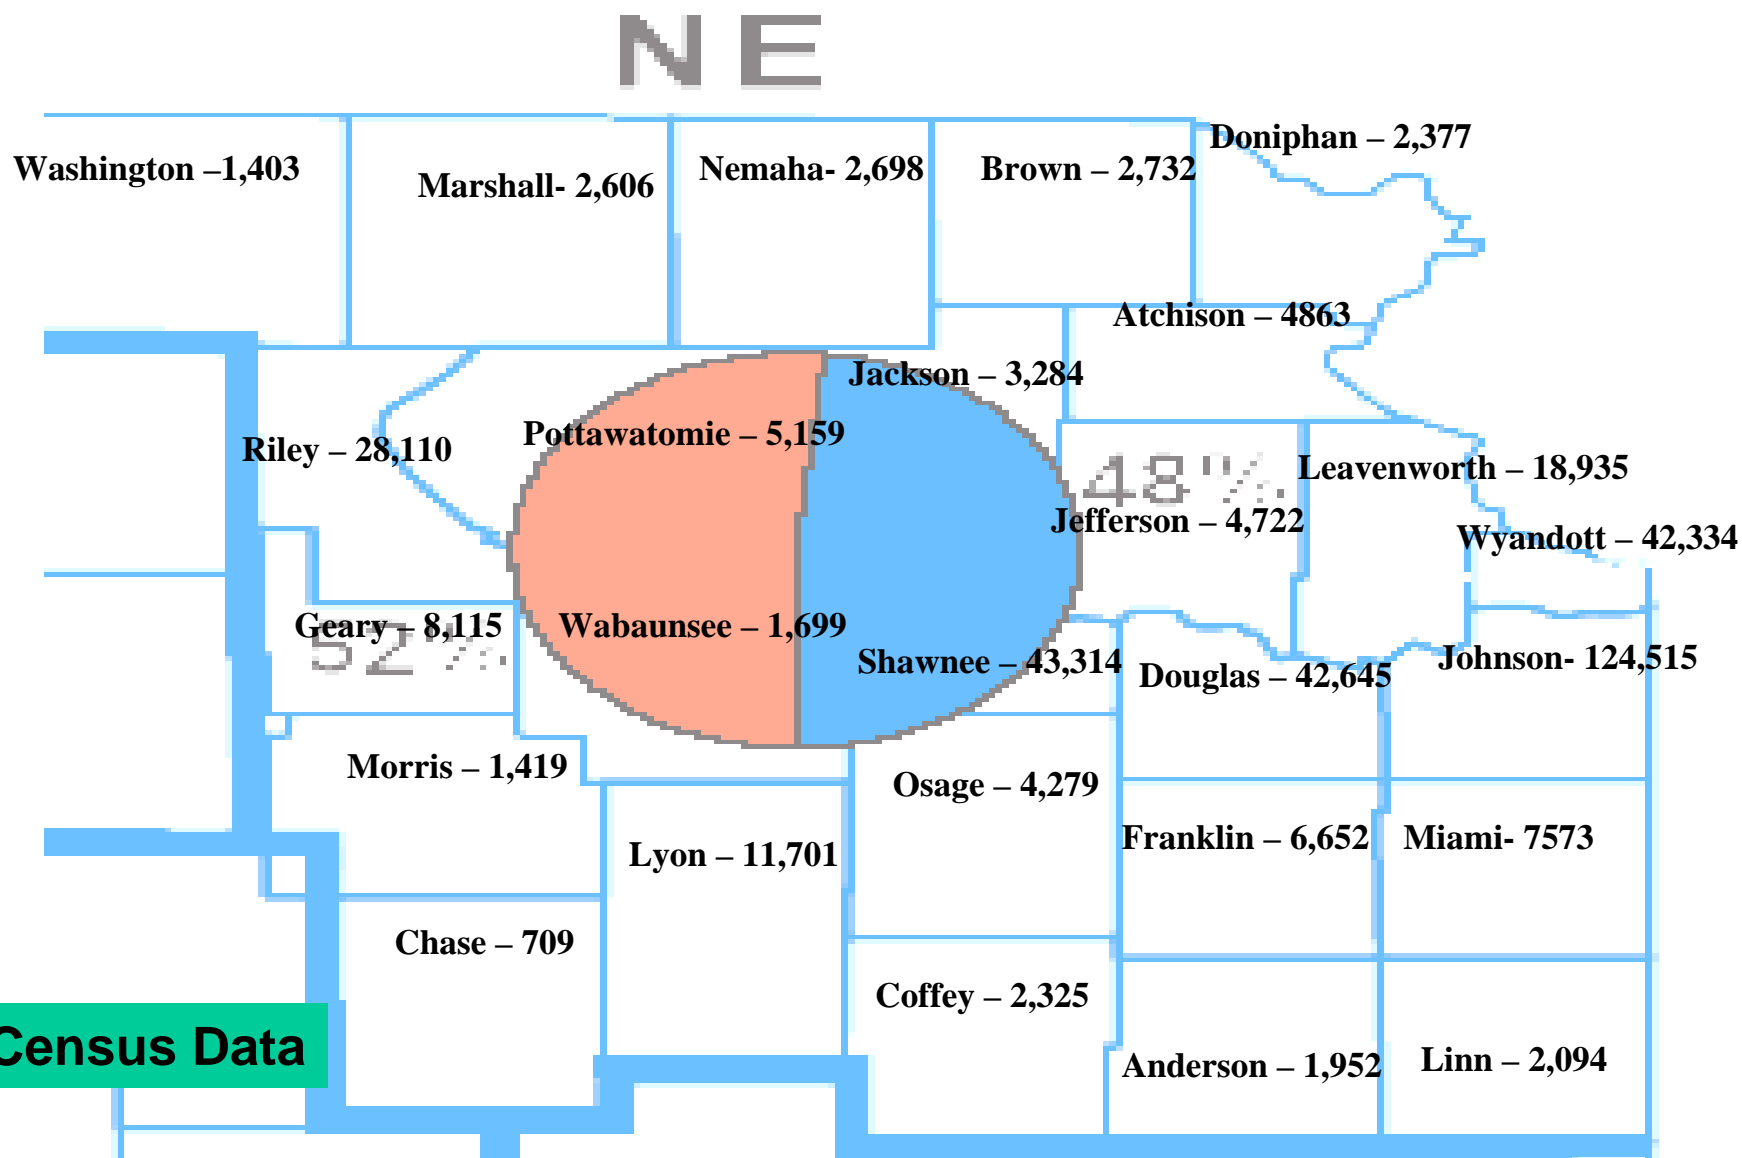 NE
Doniphan – 2,377
Washington –1,403
Marshall- 2,606
Nemaha- 2,698
Brown – 2,732
Atchison – 4863
Jackson – 3,284
Riley – 28,110
Pottawatomie – 5,159
48%
Leavenworth – 18,935
Jefferson – 4,722
Wyandott – 42,334
Geary – 8,115
52%
Wabaunsee – 1,699
Shawnee – 43,314
Douglas – 42,645
Johnson- 124,515
Morris – 1,419
Osage – 4,279
Franklin – 6,652
Miami- 7573
Lyon – 11,701
Chase – 709
Coffey – 2,325
Census Data
Anderson – 1,952
Linn – 2,094